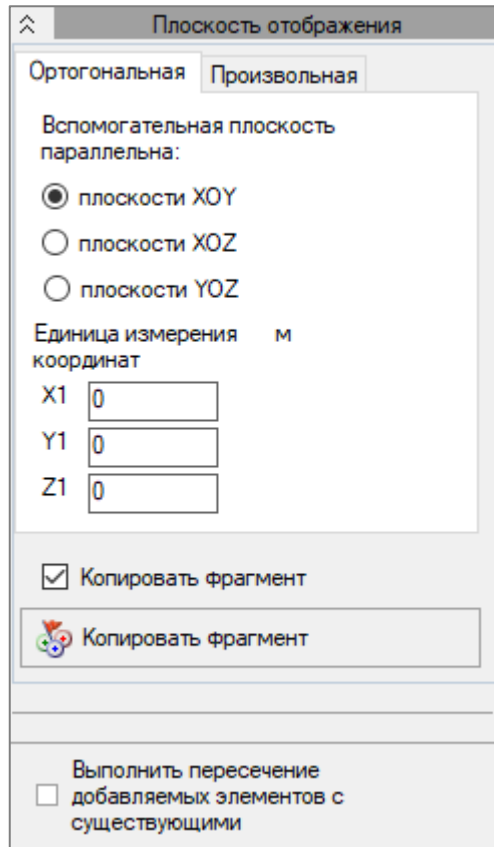 Плоскость отображения
Ортогональная Произвольная
Вспомогательная плоскость
параллельна:
плоскости XOY
плоскости XOZ
плоскости YOZ
Единица измерения м
координат
X1 0
Y1 0
Z1 0
Копировать фрагмент
Копировать фрагмент
Выполнить пересечение
добавляемых элементов с
существующими